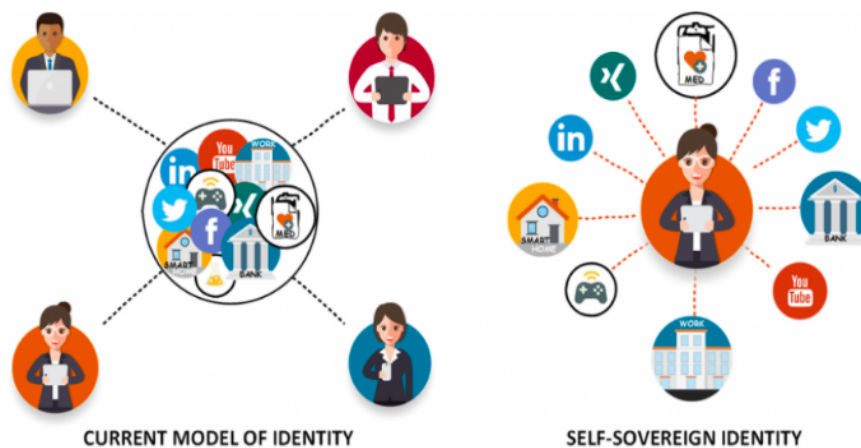 MED
WORK
You
Tube
in
f
SMART
HOME
BANK
WORK
You
Tube
in
MED
f
SMART
HOME
BANK
CURRENT MODEL OF IDENTITY
SELF-SOVEREIGN IDENTITY